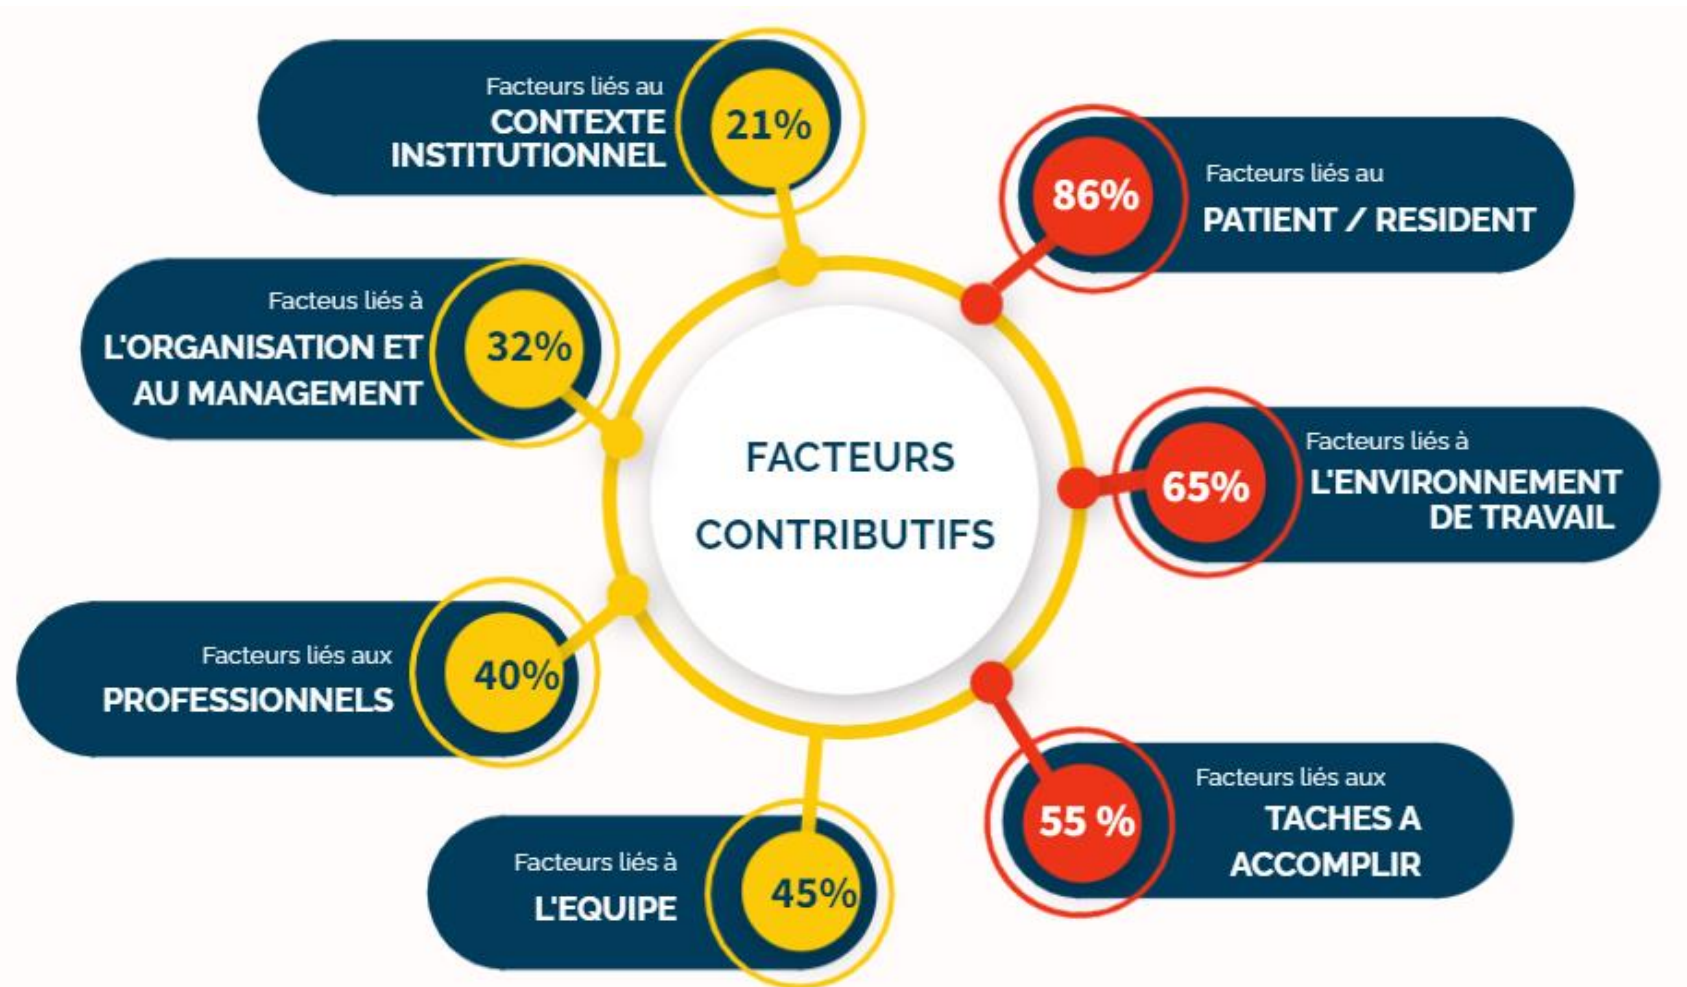 Facteurs liés au
CONTEXTE
INSTITUTIONNEL
21%
86%
Facteurs liés au
PATIENT / RESIDENT
Facteus liés à
L'ORGANISATION ET
AU MANAGEMENT
32%
FACTEURS
CONTRIBUTIFS
65%
Facteurs liés à
L'ENVIRONNEMENT
DE TRAVAIL
Facteurs liés aux
PROFESSIONNELS
40%
55 %
Facteurs liés aux
TACHES A
ACCOMPLIR
Facteurs liés à
L'EQUIPE
45%